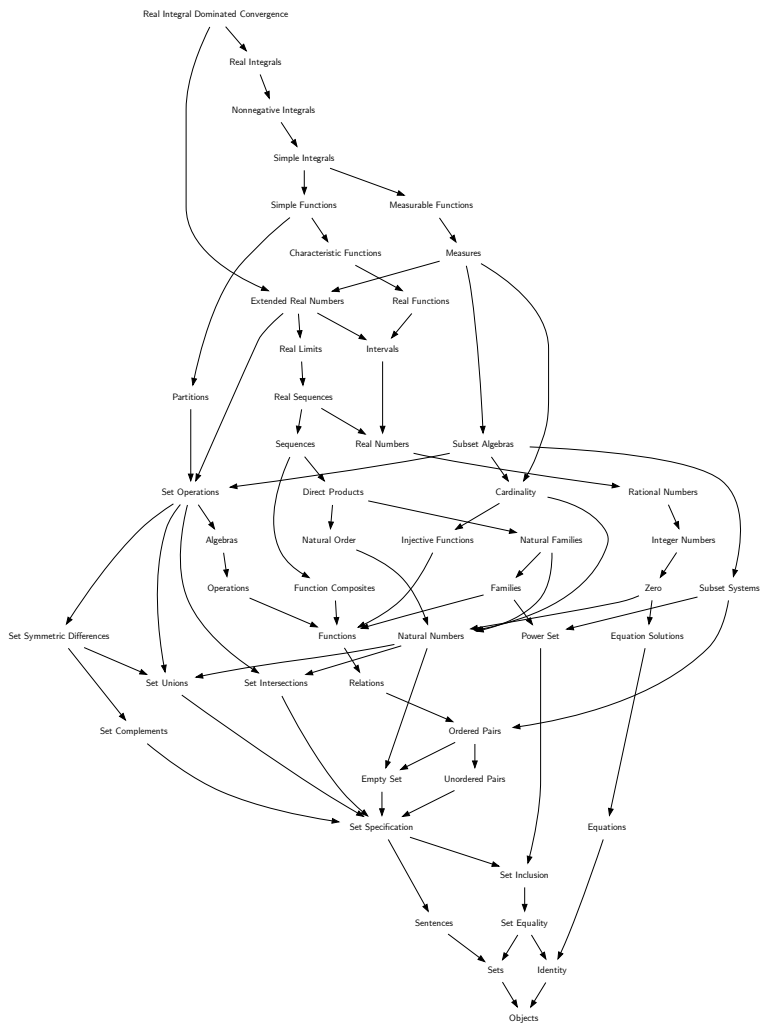 Real Integral Dominated Convergence
Real Integrals
Nonnegative Integrals
Simple Integrals
Simple Functions
Measurable Functions
Characteristic Functions
Measures
Extended Real Numbers
Real Functions
Real Limits
Intervals
Partitions
Real Sequences
Sequences
Real Numbers
Subset Algebras
Set Operations
Direct Products
Cardinality
Rational Numbers
Algebras
Natural Order
Injective Functions
Natural Families
Integer Numbers
Operations
Function Composites
Families
Zero
Subset Systems
Set Symmetric Differences
Functions
Natural Numbers
Power Set
Equation Solutions
Set Unions
Set Intersections
Relations
Set Complements
Ordered Pairs
Empty Set
Unordered Pairs
Set Specification
Equations
Set Inclusion
Sentences
Set Equality
Sets
Identity
Objects